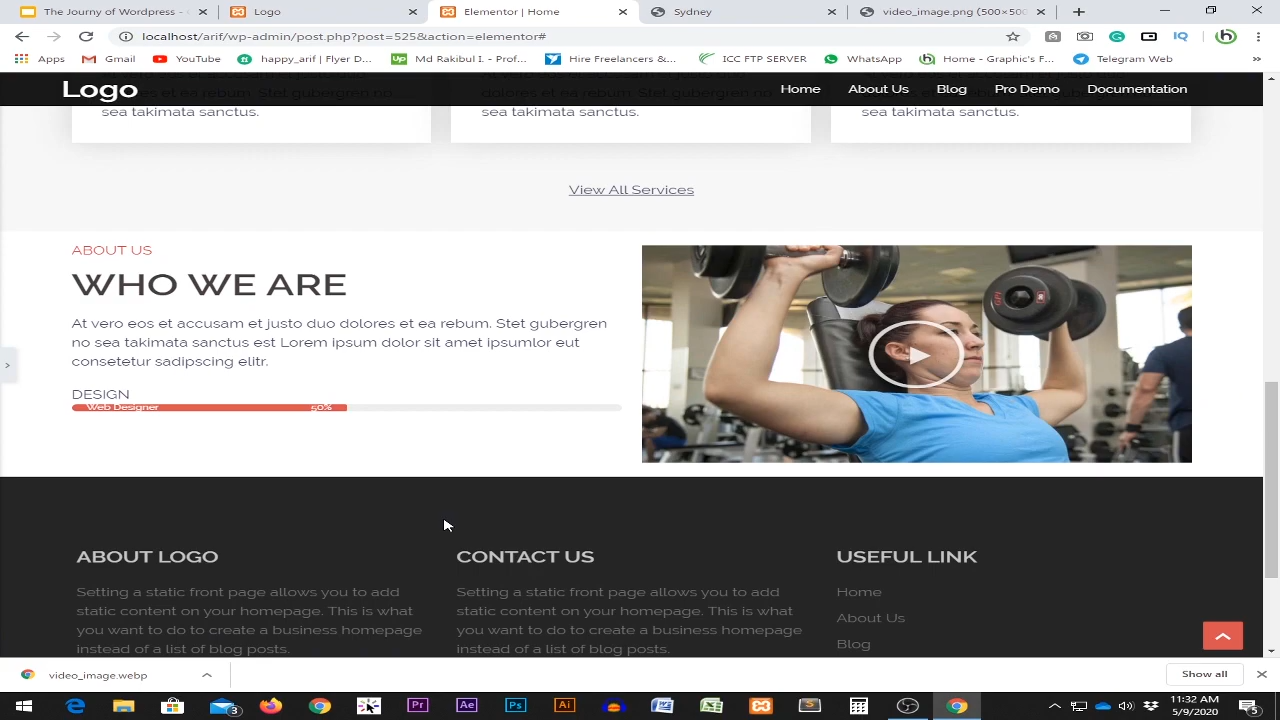 The Journy of Wordpress -
Logo
Elementor | Home
Sydney
video_image.png (500×500
localhost/arif/wp-admin/post.php?post=525&action=elementor#
Apps
Gmail
YouTube
happy_arif | Flyer D...
Md Rakibul I. - Prof...
Hire Freelancers &...
ICC FTP SERVER
WhatsApp
Home - Graphic's F...
Telegram Web
Logo
Home
About Us
Blog
Pro Demo
Documentation
sea takimata sanctus.
sea takimata sanctus.
sea takimata sanctus.
View All Services
ABOUT US
WHO WE ARE
At vero eos et accusam et justo duo dolores et ea rebum. Stet gubergren
no sea takimata sanctus est Lorem ipsum dolor sit amet ipsumlor eut
consetetur sadipscing elitr.
DESIGN
Web Designer 50%
ABOUT LOGO
Setting a static front page allows you to add
static content on your homepage. This is what
you want to do to create a business homepage
instead of a list of blog posts.
CONTACT US
Setting a static front page allows you to add
static content on your homepage. This is what
you want to do to create a business homepage
instead of a list of blog posts.
USEFUL LINK
Home
About Us
Blog
video_image.webp
Show all
11:32 AM
5/9/2020